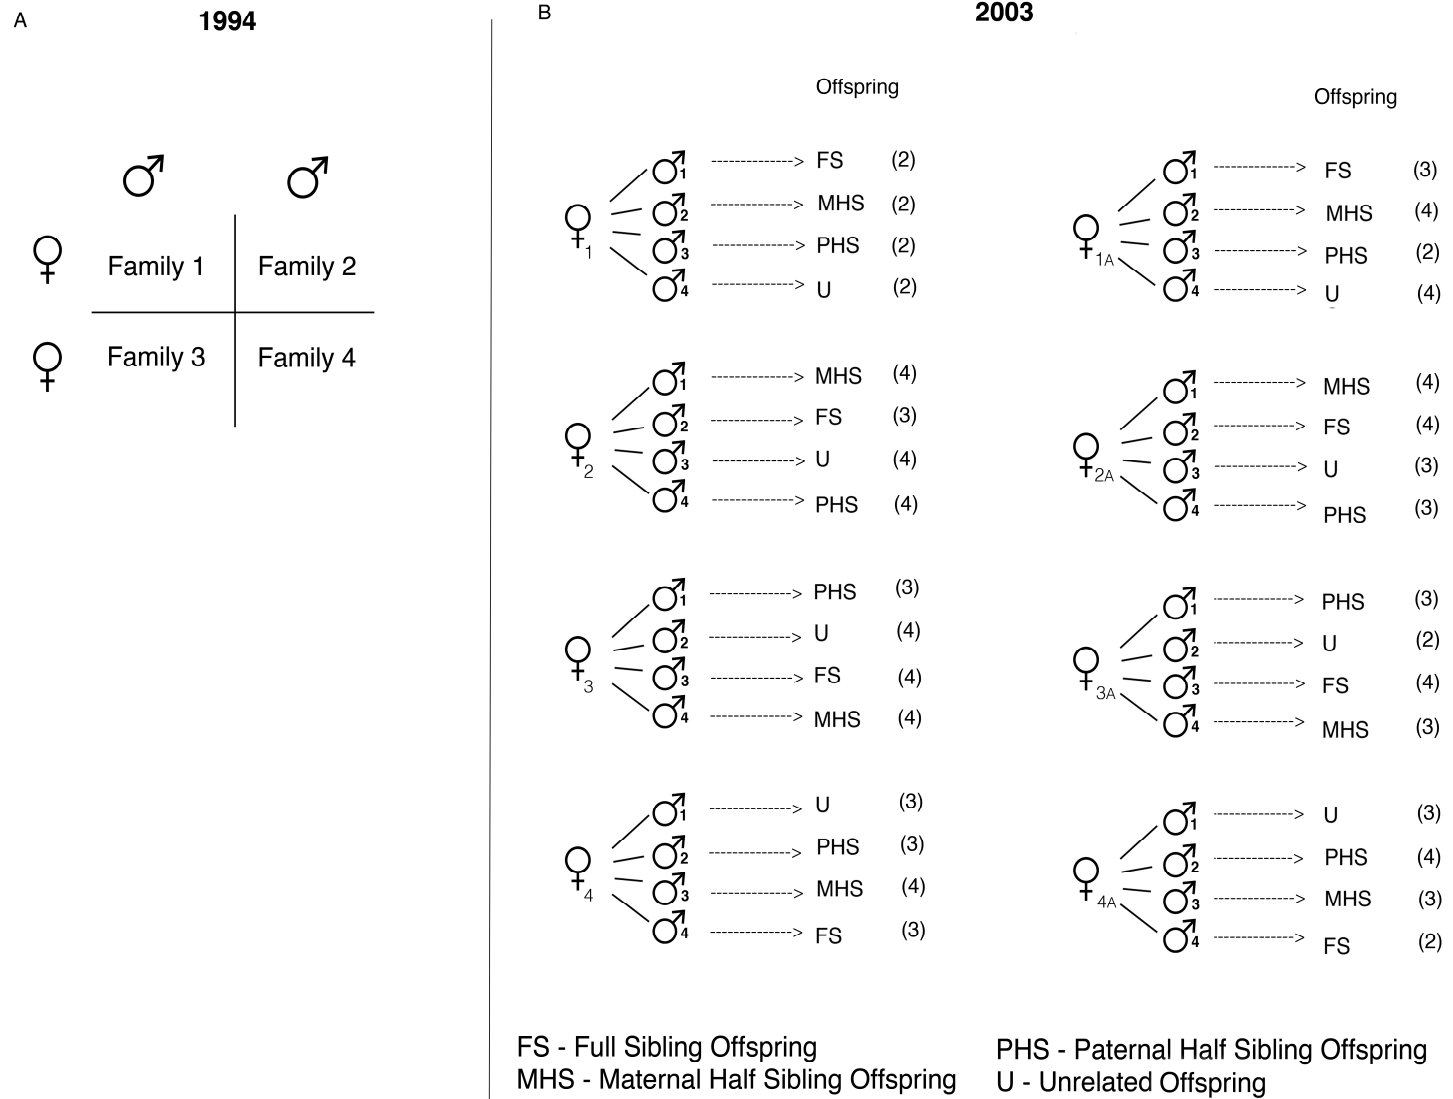 A
1994
Family 1
Family 2
Family 3
Family 4
B
2003
Offspring
1
1 FS (2)
2 MHS (2)
3 PHS (2)
4 U (2)
2
1 MHS (4)
2 FS (3)
3 U (4)
4 PHS (4)
3
1 PHS (3)
2 U (4)
3 FS (4)
4 MHS (4)
4
1 U (3)
2 PHS (3)
3 MHS (4)
4 FS (3)
Offspring
1A
1 FS (3)
2 MHS (4)
3 PHS (2)
4 U (4)
2A
1 MHS (4)
2 FS (4)
3 U (3)
4 PHS (3)
3A
1 PHS (3)
2 U (2)
3 FS (4)
4 MHS (3)
4A
1 U (3)
2 PHS (4)
3 MHS (3)
4 FS (2)
FS - Full Sibling Offspring
MHS - Maternal Half Sibling Offspring
PHS - Paternal Half Sibling Offspring
U - Unrelated Offspring